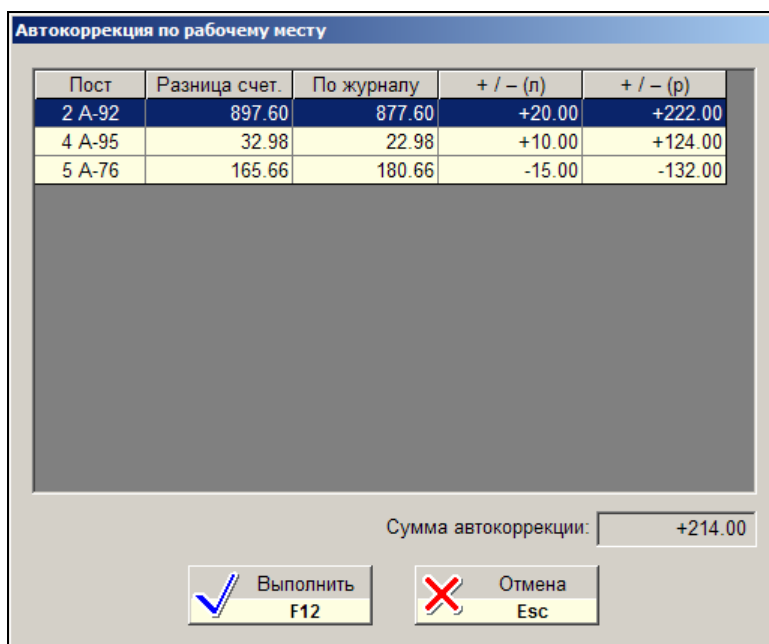 Автокоррекция по рабочему месту
Пост Разница счет. По журналу + / – (л) + / – (р)
2 А-92 897.60 877.60 +20.00 +222.00
4 А-95 32.98 22.98 +10.00 +124.00
5 А-76 165.66 180.66 -15.00 -132.00
Сумма автокоррекции: +214.00
Выполнить Отмена
F12 Esc